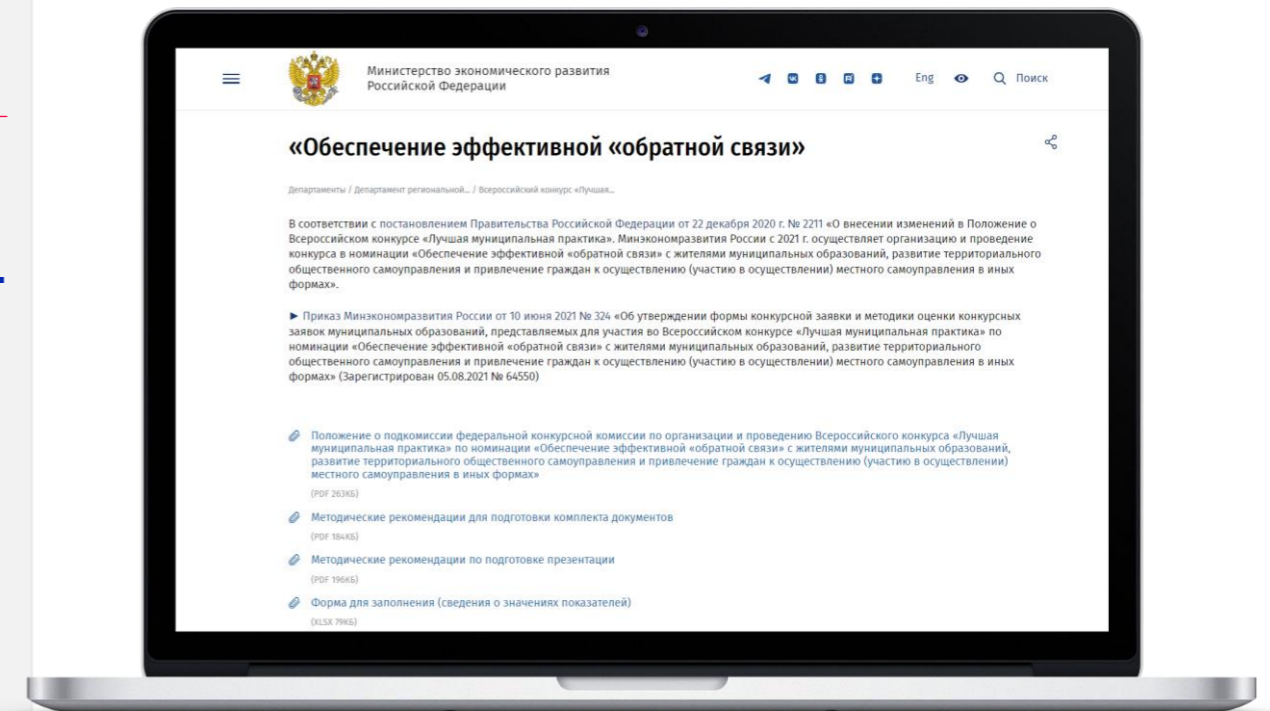 Министерство экономического развития
Российской Федерации
Eng
Поиск
«Обеспечение эффективной «обратной связи»
Департаменты / Департамент региональной... / Всероссийский конкурс «Лучшая...
В соответствии с постановлением Правительства Российской Федерации от 22 декабря 2020 г. № 2211 «О внесении изменений в Положение о
Всероссийском конкурсе «Лучшая муниципальная практика». Минэкономразвития России с 2021 г. осуществляет организацию и проведение
конкурса в номинации «Обеспечение эффективной «обратной связи» с жителями муниципальных образований, развитие территориального
общественного самоуправления и привлечение граждан к осуществлению (участию в осуществлении) местного самоуправления в иных
формах».
► Приказ Минэкономразвития России от 10 июня 2021 № 324 «Об утверждении формы конкурсной заявки и методики оценки конкурсных
заявок муниципальных образований, представляемых для участия во Всероссийском конкурсе «Лучшая муниципальная практика» по
номинации «Обеспечение эффективной «обратной связи» с жителями муниципальных образований, развитие территориального
общественного самоуправления и привлечение граждан к осуществлению (участию в осуществлении) местного самоуправления в иных
формах» (Зарегистрирован 05.08.2021 № 64550)
Положение о подкомиссии федеральной конкурсной комиссии по организации и проведению Всероссийского конкурса «Лучшая
муниципальная практика» по номинации «Обеспечение эффективной «обратной связи» с жителями муниципальных образований,
развитие территориального общественного самоуправления и привлечение граждан к осуществлению (участию в осуществлении)
местного самоуправления в иных формах»
(PDF 263КБ)
Методические рекомендации для подготовки комплекта документов
(PDF 184КБ)
Методические рекомендации по подготовке презентации
(PDF 196КБ)
Форма для заполнения (сведения о значениях показателей)
(XLSX 79КБ)